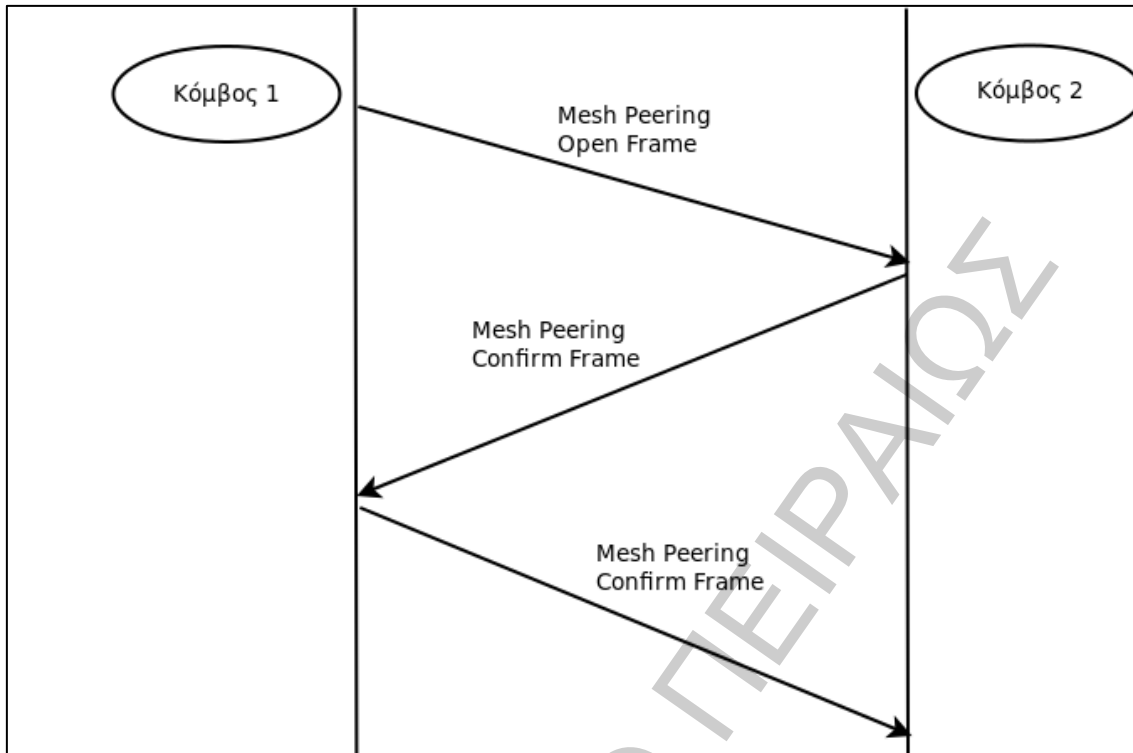 Κόμβος 1
Κόμβος 2
Mesh Peering
Open Frame
Mesh Peering
Confirm Frame
Mesh Peering
Confirm Frame
ΠΕΙΡΑΙΩΣ